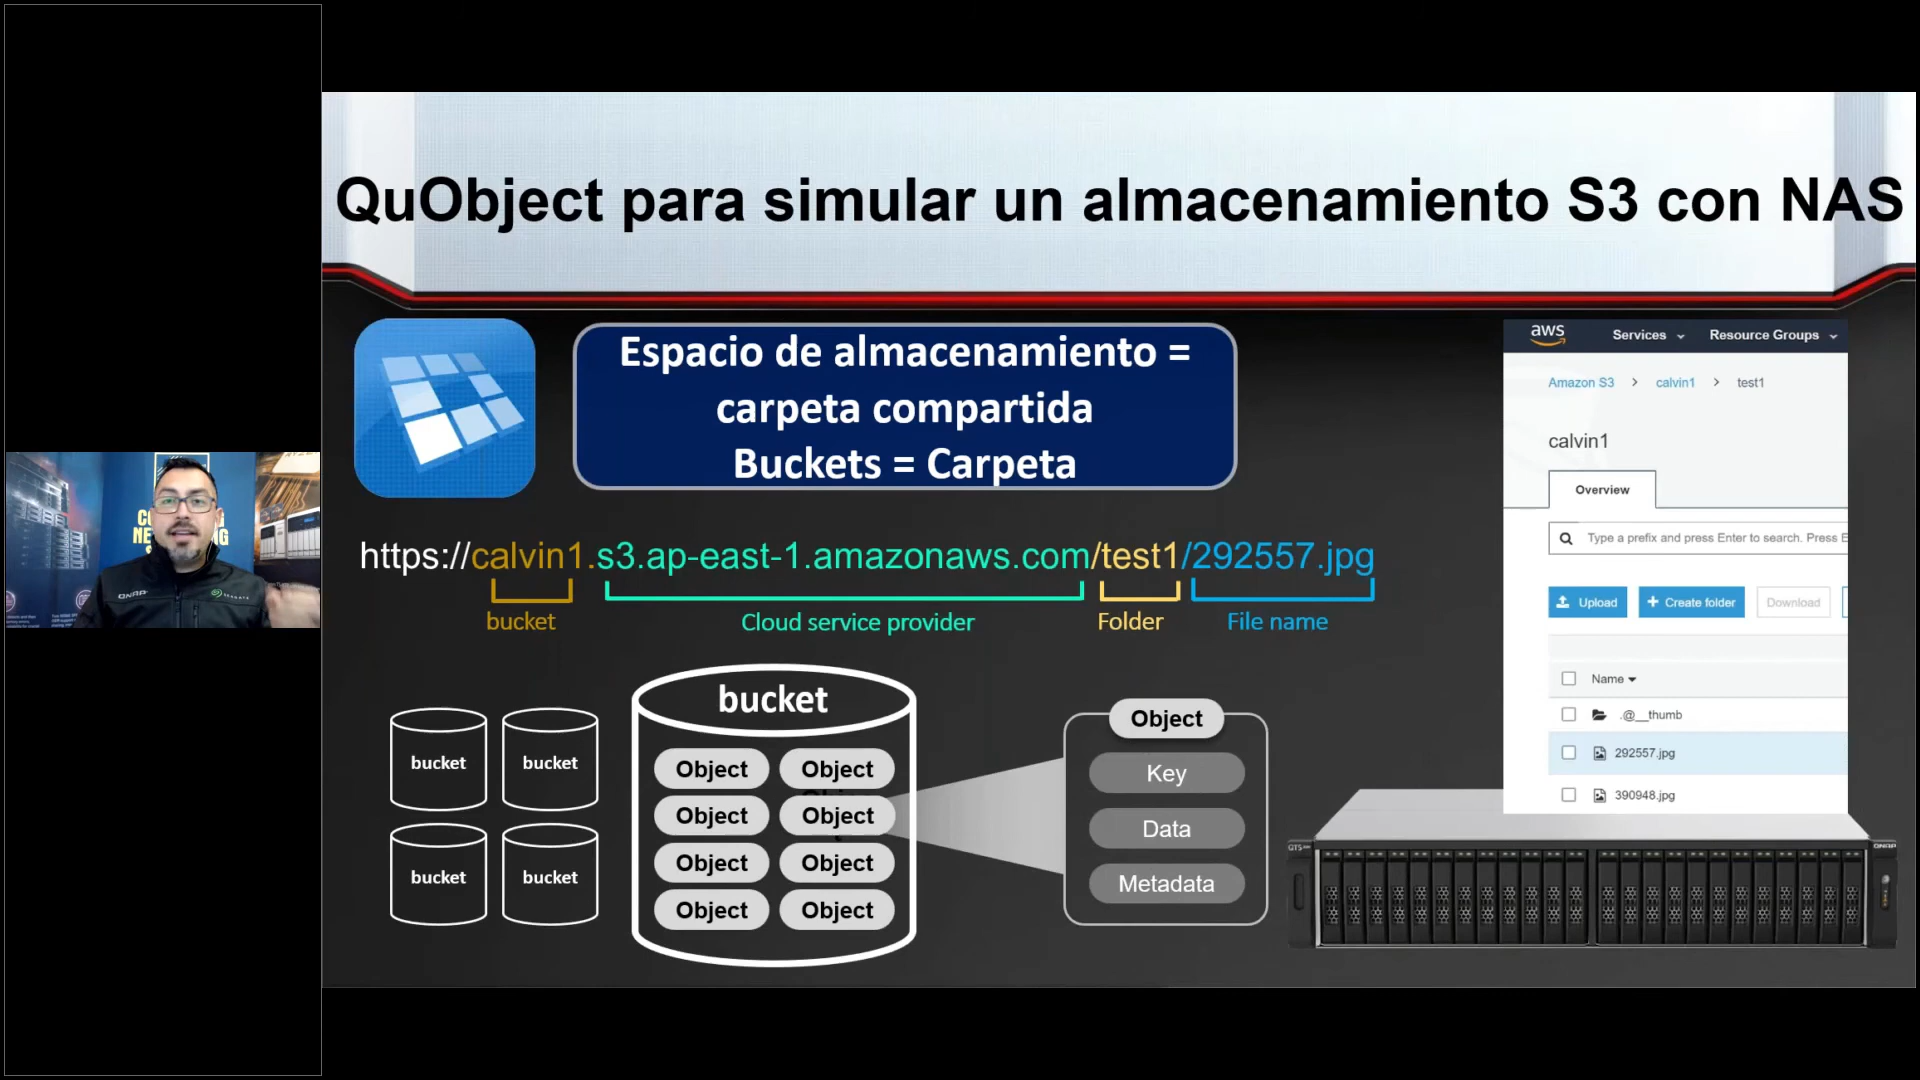 QuObject para simular un almacenamiento S3 con NAS
Espacio de almacenamiento =
carpeta compartida
Buckets = Carpeta
https://calvin1.s3.ap-east-1.amazonaws.com/test1/292557.jpg
bucket
Cloud service provider
Folder
File name
bucket
bucket
bucket
bucket
bucket
Object
Object
Object
Object
Object
Object
Object
Object
Object
Key
Data
Metadata
aws
Services
Resource Groups
Amazon S3 > calvin1 > test1
calvin1
Overview
Type a prefix and press Enter to search. Press E
Upload
+ Create folder
Download
Name
.@__thumb
292557.jpg
390948.jpg
QNAP
QNAP
SEAGATE